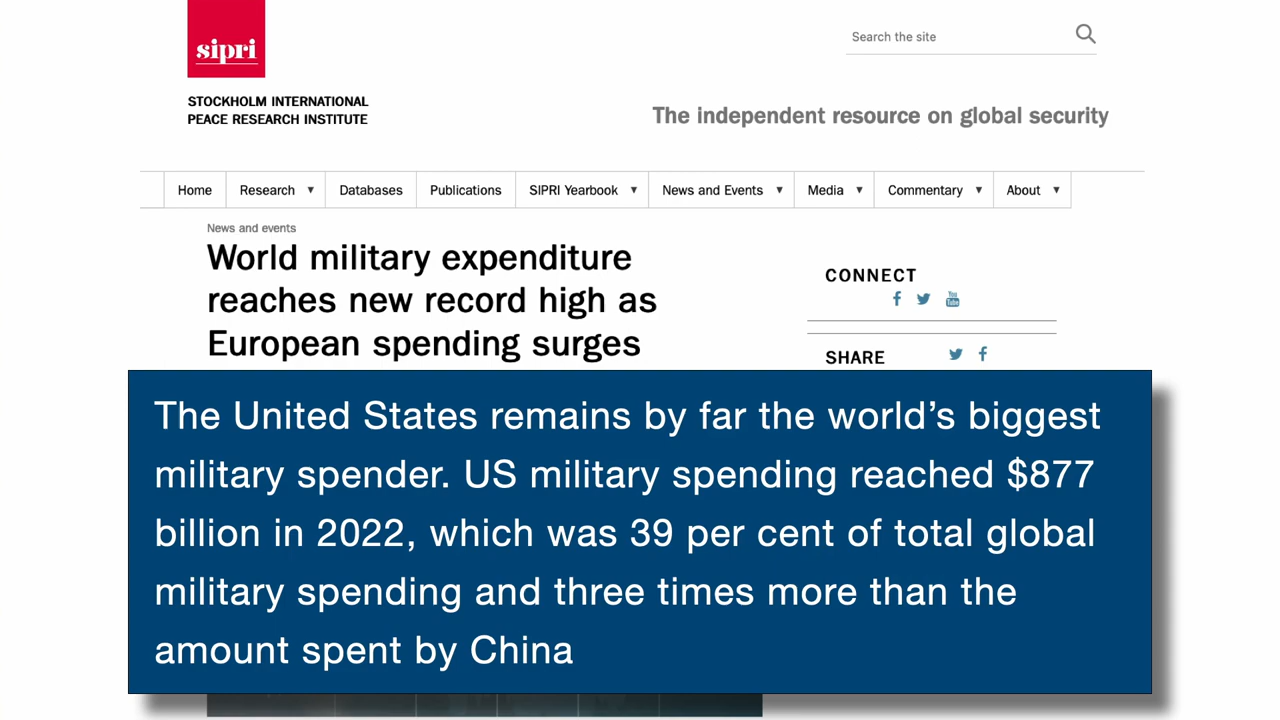 sipri
STOCKHOLM INTERNATIONAL
PEACE RESEARCH INSTITUTE
Search the site
The independent resource on global security
Home Research ▼ Databases Publications SIPRI Yearbook ▼ News and Events ▼ Media ▼ Commentary ▼ About ▼
News and events
World military expenditure
reaches new record high as
European spending surges
CONNECT
SHARE
The United States remains by far the world’s biggest
military spender. US military spending reached $877
billion in 2022, which was 39 per cent of total global
military spending and three times more than the
amount spent by China